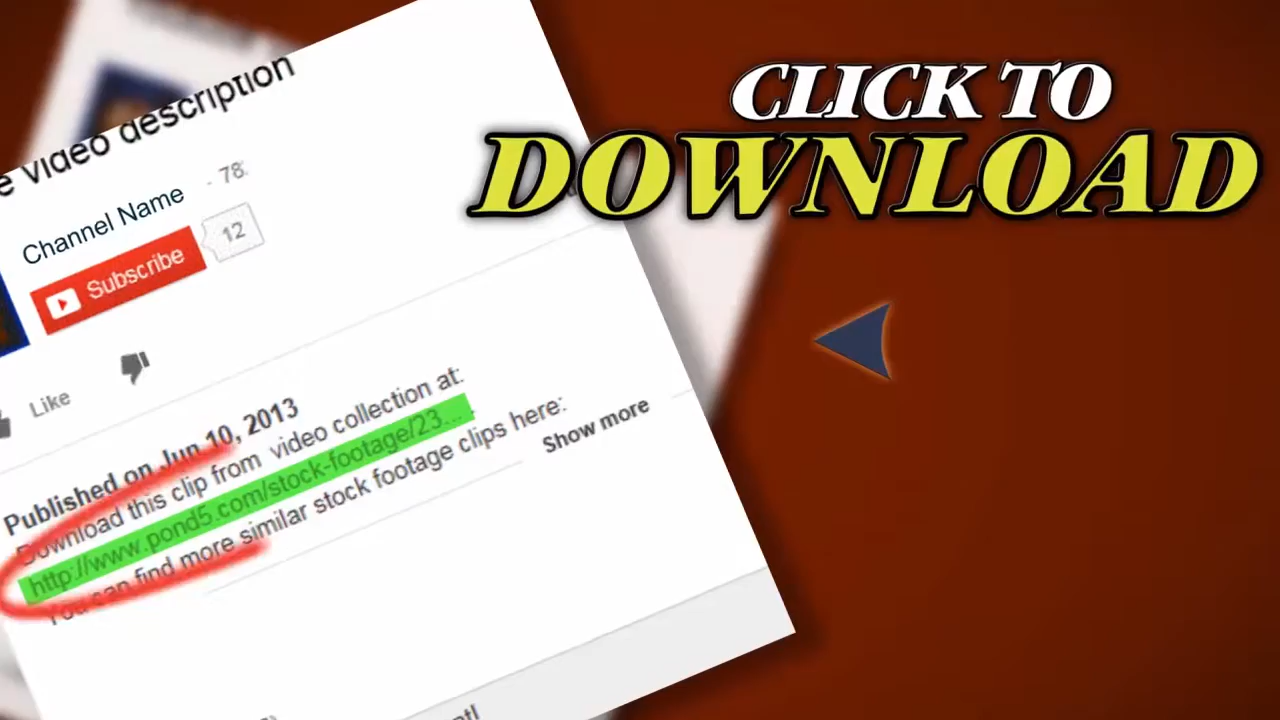 CLICK TO
DOWNLOAD
e video description
Channel Name
- 78
Subscribe
12
Like
Published on Jun 10, 2013
Download this clip from video collection at:
http://www.pond5.com/stock-footage/23...
You can find more similar stock footage clips here:
Show more